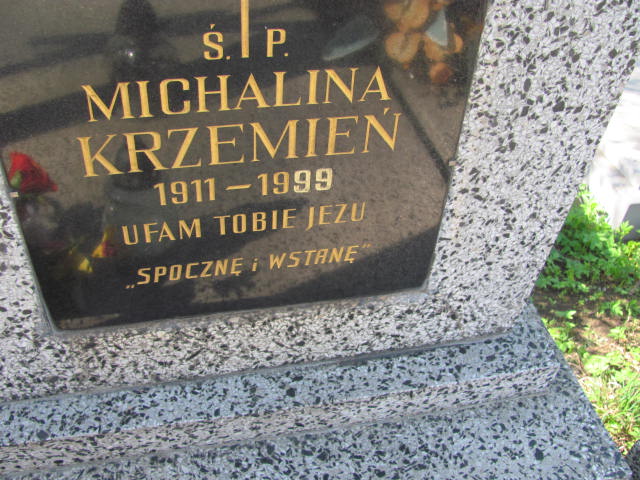 Ś. P.
MICHALINA
KRZEMIEŃ
1911 – 1999
UFAM TOBIE JEZU
„SPOCZNĘ i WSTANĘ”